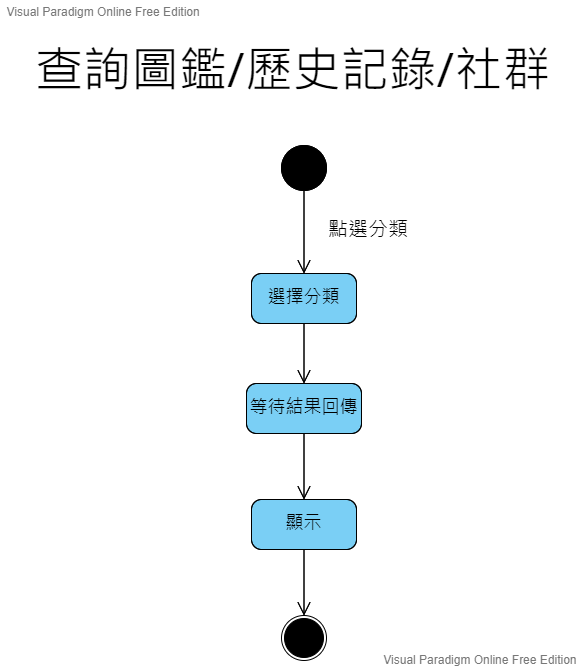 Visual Paradigm Online Free Edition
查詢圖鑑/歷史記錄/社群
點選分類
選擇分類
等待結果回傳
顯示
Visual Paradigm Online Free Edition